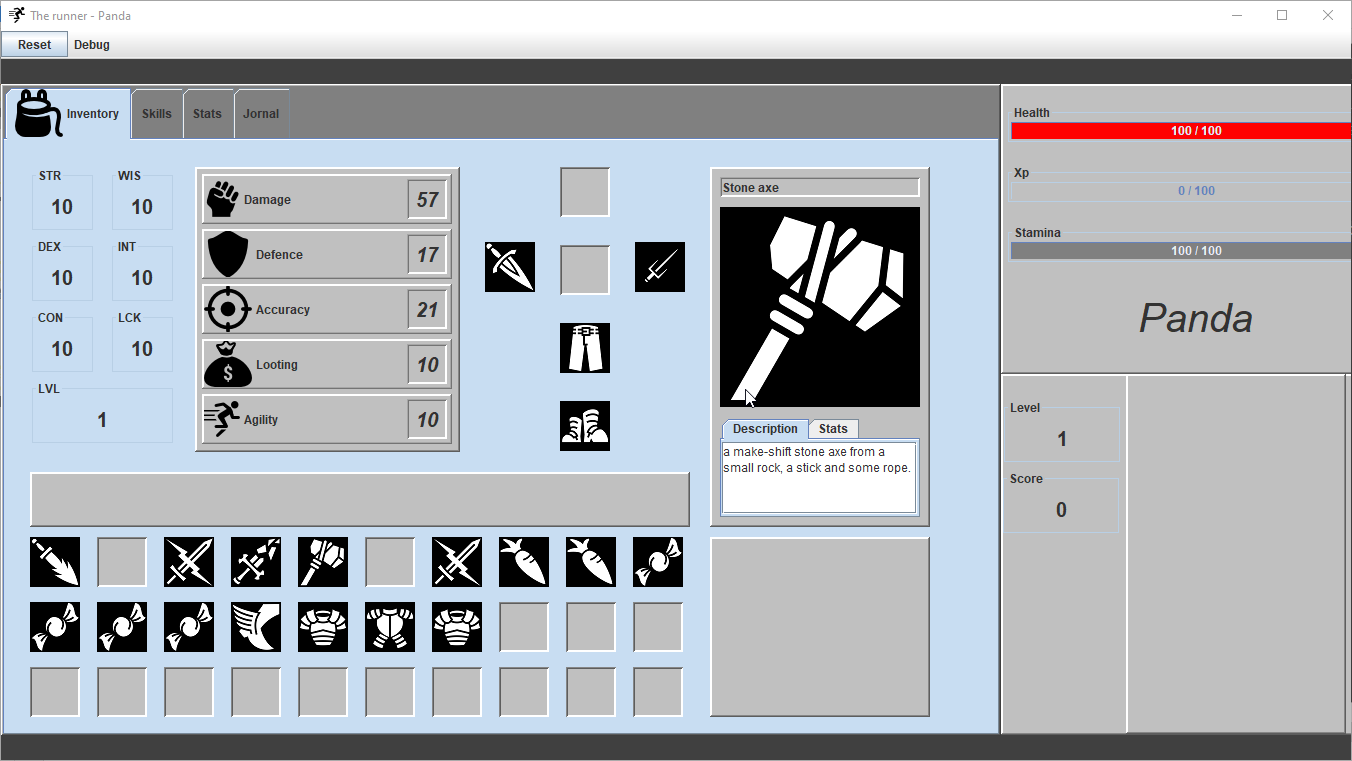 The runner - Panda
Reset Debug
Inventory Skills Stats Jornal
STR WIS
10 10
DEX INT
10 10
CON LCK
10 10
LVL
1
Damage 57
Defence 17
Accuracy 21
$ Looting 10
Agility 10
Stone axe
Description Stats
a make-shift stone axe from a
small rock, a stick and some rope.
Health
100 / 100
Xp
0 / 100
Stamina
100 / 100
Panda
Level
1
Score
0